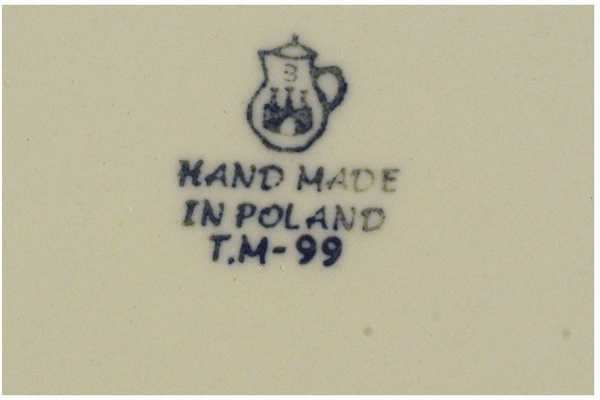 B
HAND MADE
IN POLAND
T.M-99